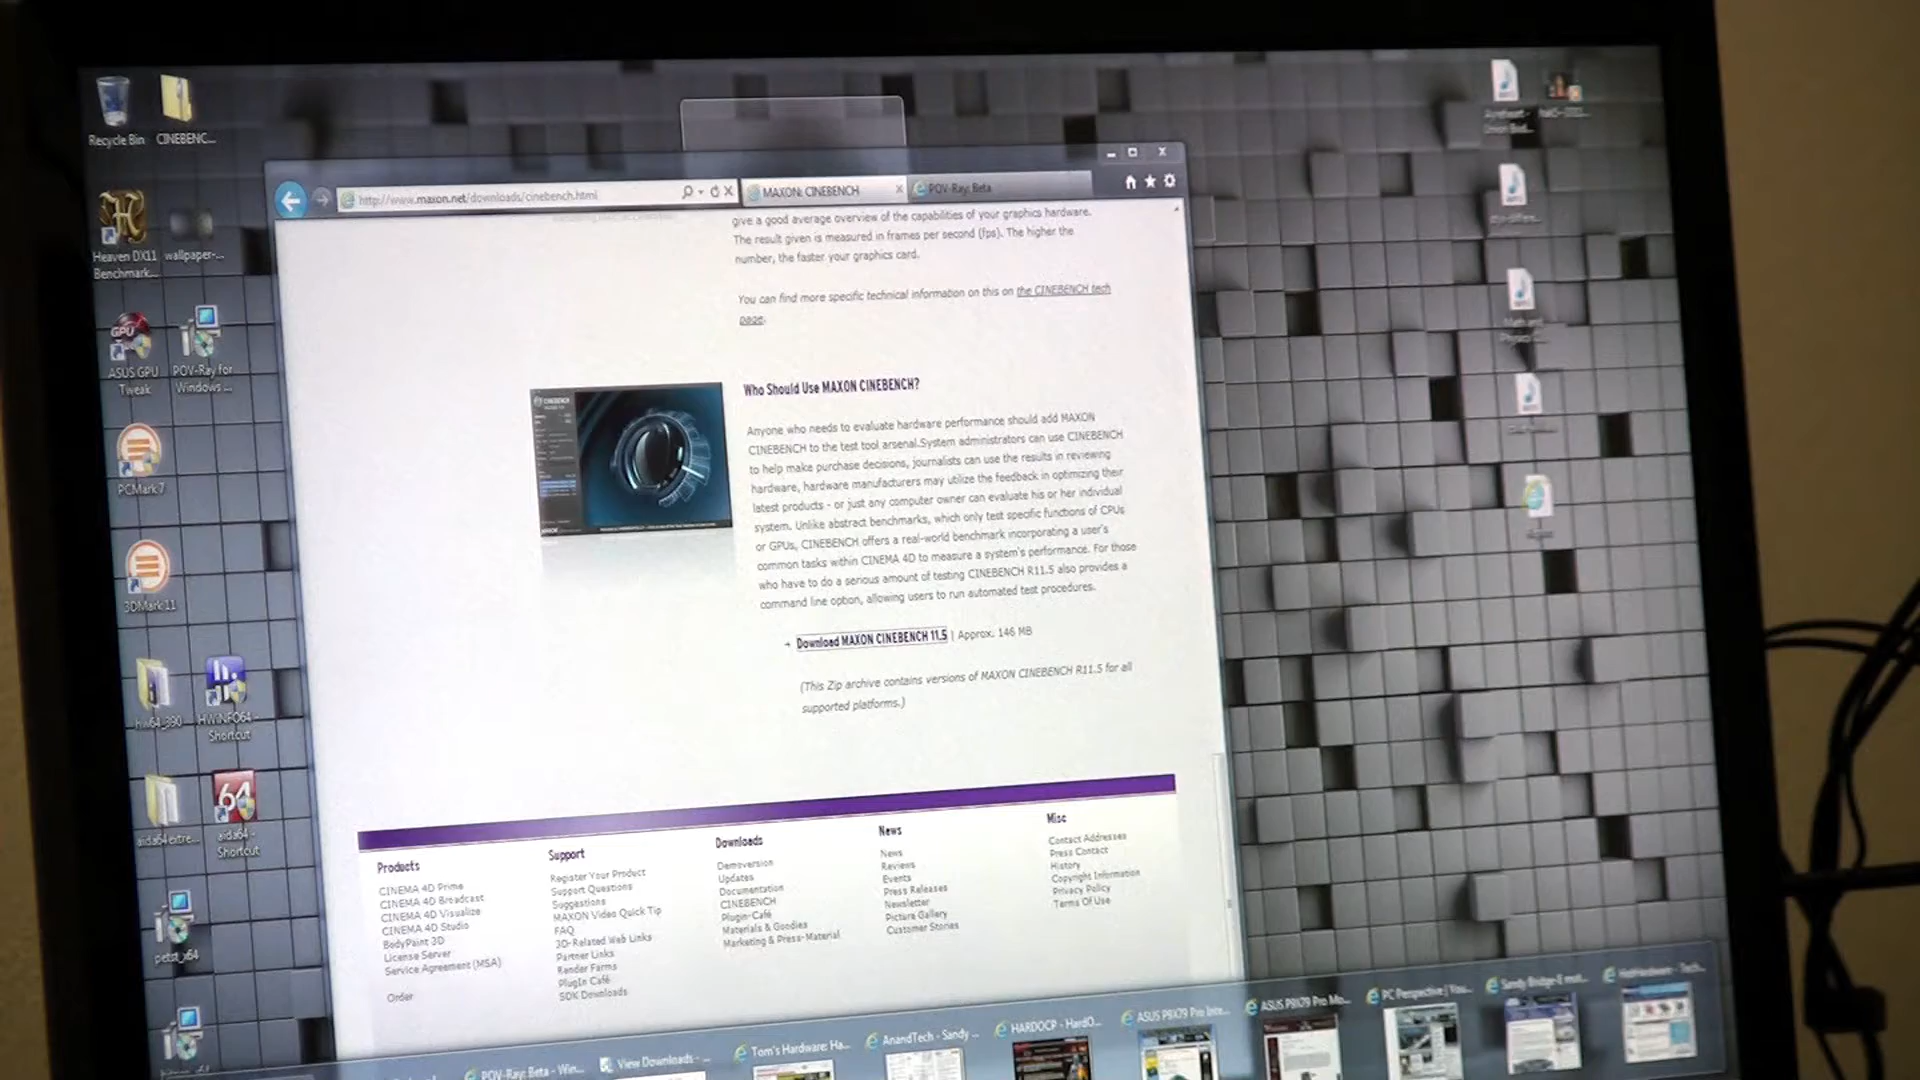 Recycle Bin
CINEBENC...
Heaven DX11
Benchmark...
wallpaper-...
ASUS GPU
Tweak
POV-Ray for
Windows ...
PCMark 7
3DMark 11
hw64_390
HWiNFO64 -
Shortcut
aida64extre...
aida64 -
Shortcut
petst_x64
http://www.maxon.net/downloads/cinebench.html
MAXON: CINEBENCH
POV-Ray: Beta
give a good average overview of the capabilities of your graphics hardware.
The result given is measured in frames per second (fps). The higher the
number, the faster your graphics card.
You can find more specific technical information on this on the CINEBENCH tech
page.
Who Should Use MAXON CINEBENCH?
Anyone who needs to evaluate hardware performance should add MAXON
CINEBENCH to the test tool arsenal.System administrators can use CINEBENCH
to help make purchase decisions, journalists can use the results in reviewing
hardware, hardware manufacturers may utilize the feedback in optimizing their
latest products - or just any computer owner can evaluate his or her individual
system. Unlike abstract benchmarks, which only test specific functions of CPUs
or GPUs, CINEBENCH offers a real-world benchmark incorporating a user's
common tasks within CINEMA 4D to measure a system's performance. For those
who have to do a serious amount of testing CINEBENCH R11.5 also provides a
command line option, allowing users to run automated test procedures.
Download MAXON CINEBENCH 11.5 | Approx. 146 MB
(This Zip archive contains versions of MAXON CINEBENCH R11.5 for all
supported platforms.)
Products
CINEMA 4D Prime
CINEMA 4D Broadcast
CINEMA 4D Visualize
CINEMA 4D Studio
BodyPaint 3D
License Server
Service Agreement (MSA)
Order
Support
Register Your Product
Support Questions
Suggestions
MAXON Video Quick Tip
FAQ
3D-Related Web Links
Partner Links
Render Farms
PlugIn Café
SDK Downloads
Downloads
Demoversion
Updates
Documentation
CINEBENCH
Plugin-Café
Materials & Goodies
Marketing & Press-Material
News
News
Reviews
Events
Press Releases
Newsletter
Picture Gallery
Customer Stories
Misc
Contact Addresses
Press Contact
History
Copyright Information
Privacy Policy
Terms Of Use
POV-Ray: Beta - Win...
View Downloads - ...
Tom's Hardware: Ha...
AnandTech - Sandy ...
HARDOCP - HardO...
ASUS P9X79 Pro Inte...
ASUS P9X79 Pro Mo...
PC Perspective | You...
Sandy Bridge-E mot...
HotHardware - Tech...